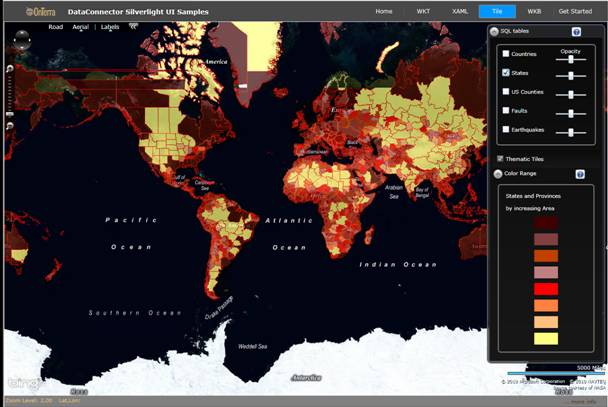 OnTerra DataConnector Silverlight UI Samples
Home WKT XAML Tile WKB Get Started
Road Aerial Labels
SQL tables ?
Opacity
Countries
States
US Counties
Faults
Earthquakes
Thematic Tiles
Color Range ?
States and Provinces
by increasing Area
America
Mediterranean
Black
Gulf of
Caribbean Sea
Arabian Sea
Bay of Bengal
Pacific Ocean
Atlantic Ocean
Indian Ocean
Southern Ocean
Drake Passage
Weddell Sea
Antarctica
bing
5000 Miles
© 2010 Microsoft Corporation © 2010 NAVTEQ
Image courtesy of NASA
Zoom Level: 2.00 Lat,Lon:
more info